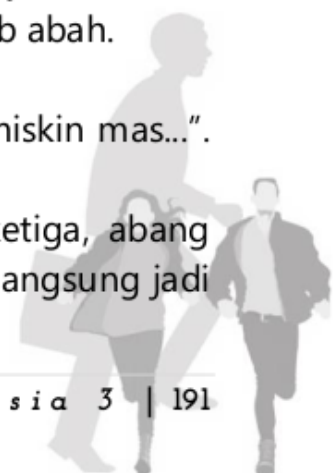 b abah.
niskin mas...”.
etiga, abang
angsung jadi
s i a 3 | 191